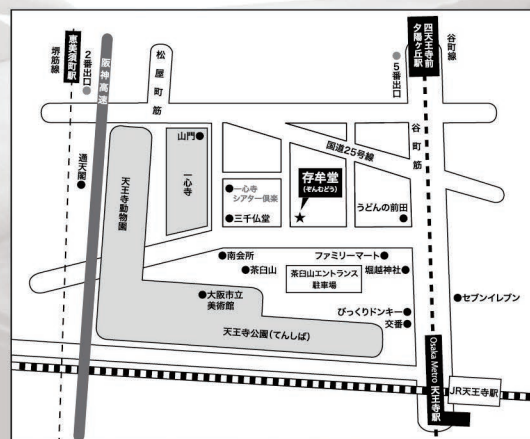 恵美須町駅
堺筋線
2番出口
阪神高速
松屋町筋
四天王寺前
夕陽ヶ丘駅
谷町線
5番出口
谷町筋
国道25号線
山門
一心寺
一心寺
シアター倶楽
三千仏堂
存牟堂
(ぞんむどう)
うどんの前田
通天閣
天王寺動物園
南会所
茶臼山
ファミリーマート
茶臼山エントランス
駐車場
堀越神社
大阪市立
美術館
びっくりドンキー
交番
セブンイレブン
天王寺公園(てんしば)
Osaka Metro 天王寺駅
JR天王寺駅